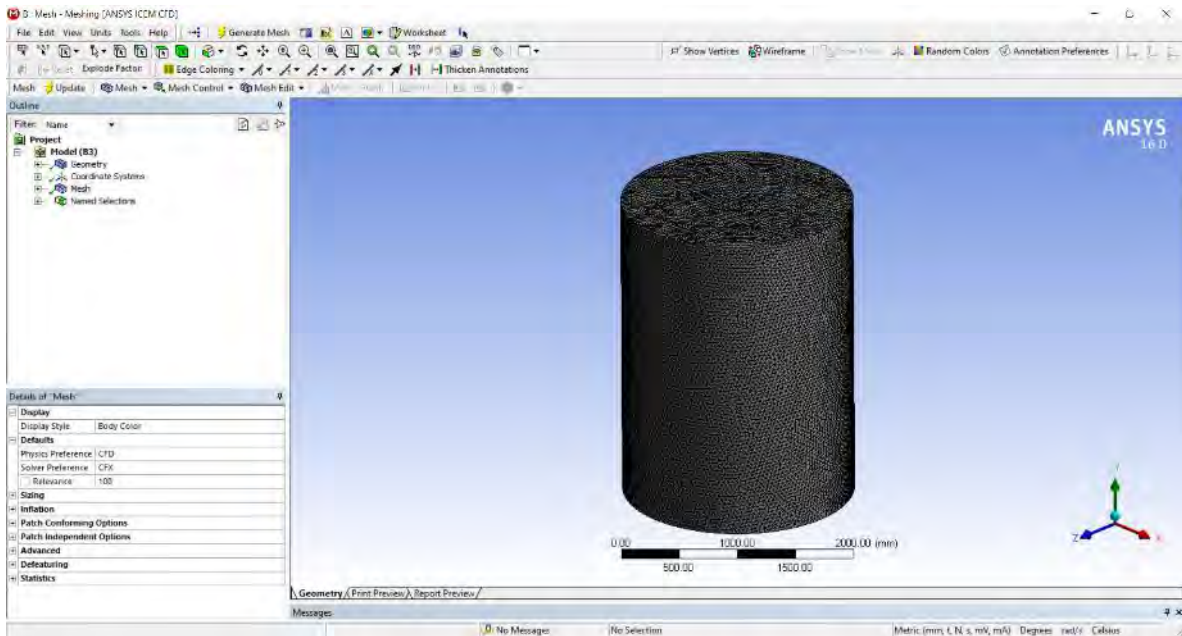 B: Mesh - Meshing [ANSYS ICEM CFD]
File Edit View Units Tools Help Generate Mesh Worksheet
Show Vertices Wireframe Random Colors Annotation Preferences
Explode Factor Edge Coloring Thicken Annotations
Mesh Update Mesh Mesh Control Mesh Edit
Outline
Filter: Name
Project
Model (B3)
Geometry
Coordinate Systems
Mesh
Named Selections
ANSYS
16.0
Details of "Mesh"
Display
Display Style Body Color
Defaults
Physics Preference CFD
Solver Preference CFX
Relevance 100
Sizing
Inflation
Patch Conforming Options
Patch Independent Options
Advanced
Defeaturing
Statistics
0.00 1000.00 2000.00 (mm)
500.00 1500.00
Y
Z X
Geometry Print Preview Report Preview
Messages
No Messages No Selection Metric (mm, t, N, s, mV, mA) Degrees rad/s Celsius